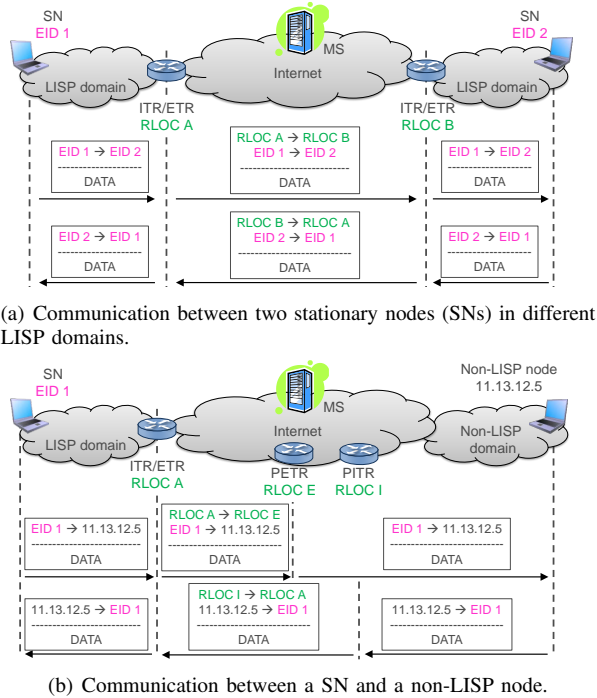 SN
EID 1
SN
EID 2
MS
Internet
LISP domain
LISP domain
ITR/ETR
RLOC A
ITR/ETR
RLOC B
EID 1 → EID 2
DATA
RLOC A → RLOC B
EID 1 → EID 2
DATA
EID 1 → EID 2
DATA
EID 2 → EID 1
DATA
RLOC B → RLOC A
EID 2 → EID 1
DATA
EID 2 → EID 1
DATA
(a) Communication between two stationary nodes (SNs) in different
LISP domains.
SN
EID 1
Non-LISP node
11.13.12.5
MS
Internet
LISP domain
Non-LISP
domain
ITR/ETR
RLOC A
PETR
RLOC E
PITR
RLOC I
EID 1 → 11.13.12.5
DATA
RLOC A → RLOC E
EID 1 → 11.13.12.5
DATA
EID 1 → 11.13.12.5
DATA
11.13.12.5 → EID 1
DATA
RLOC I → RLOC A
11.13.12.5 → EID 1
DATA
11.13.12.5 → EID 1
DATA
(b) Communication between a SN and a non-LISP node.